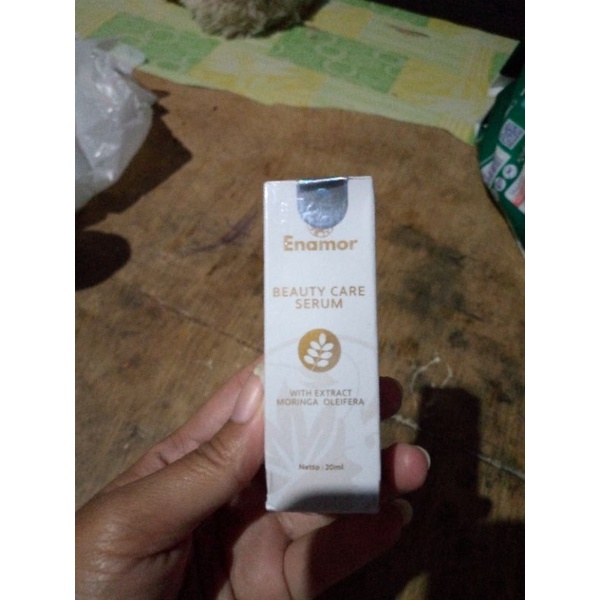 Enamor
BEAUTY CARE
SERUM
WITH EXTRACT
MORINGA OLEIFERA
Netto : 20ml